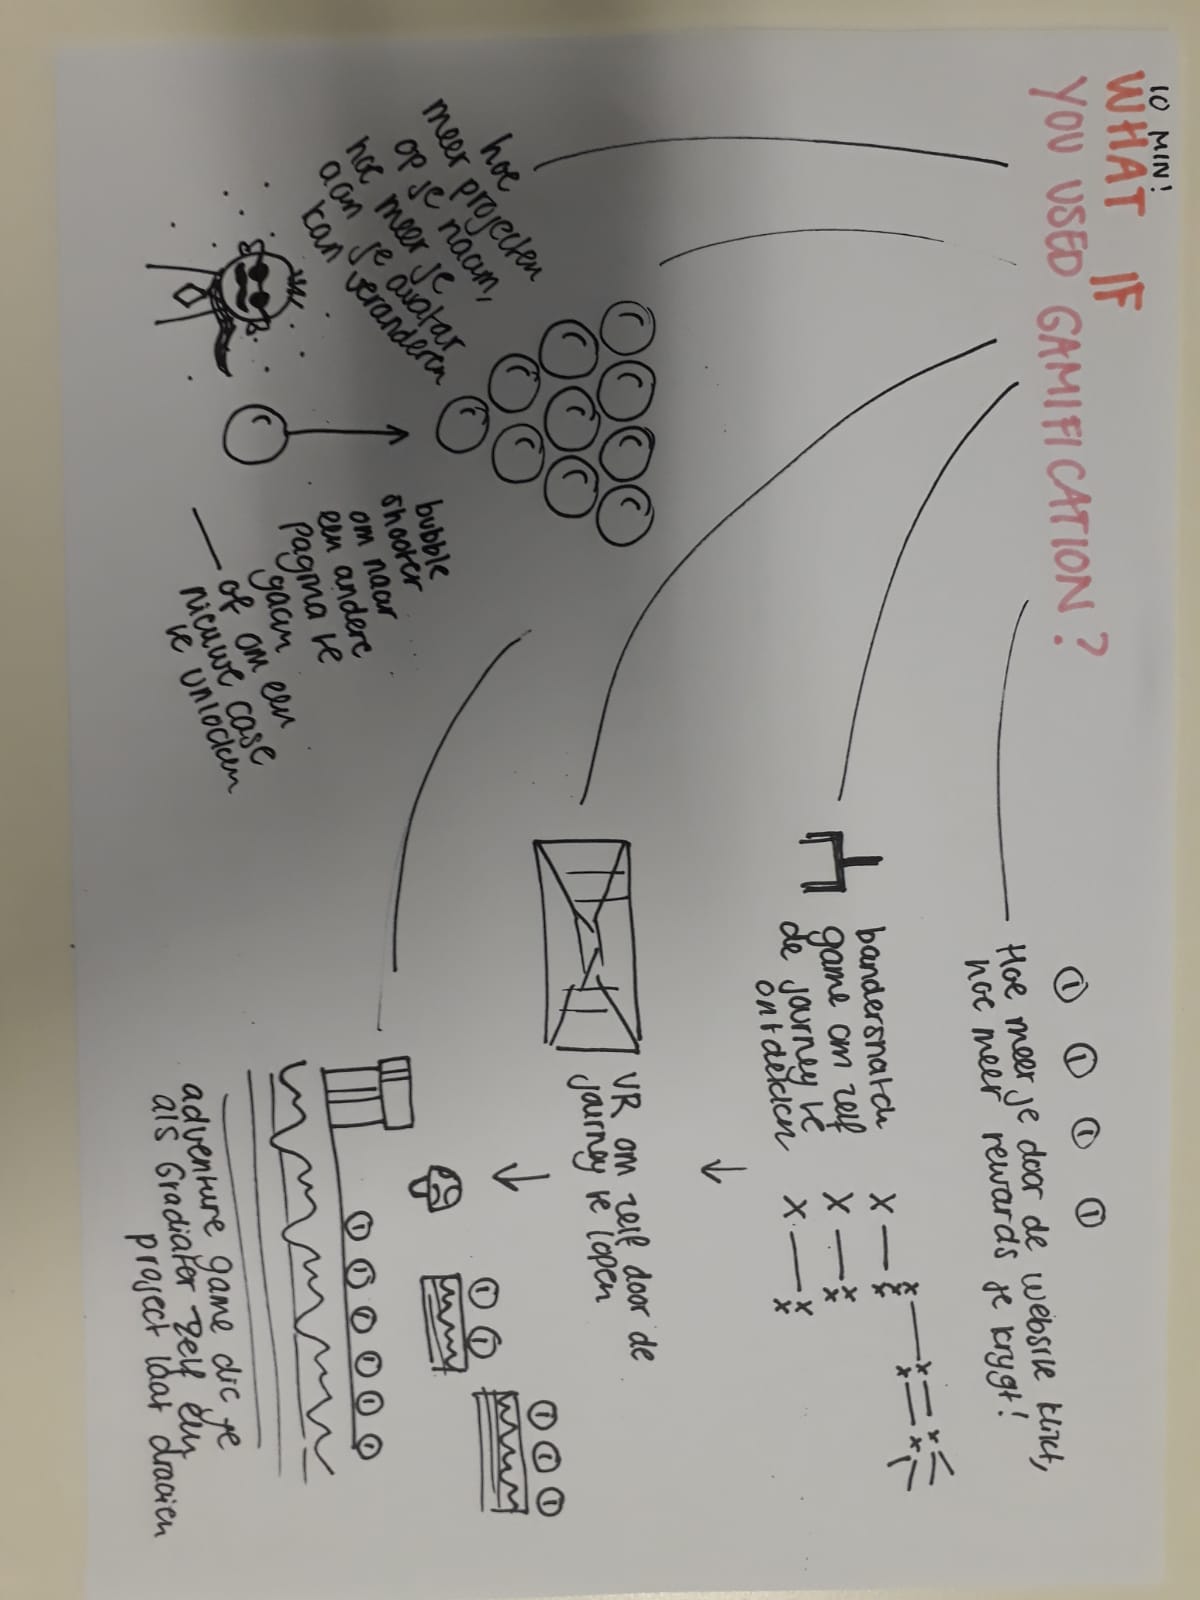 10 MIN!
WHAT IF
YOU USED GAMIFICATION?
hoe
meer projecten
op je naam,
hoe meer je
aan je avatar
kan veranderen
bubble
shooter
om naar
een andere
pagina te
gaan
of om een
nieuwe case
te unlocken
adventure game die je
als Gradiater zelf
project laat draaien
VR om zelf door de
journey te lopen
bandersnatch
game om zelf
de journey te
ontdekken
Hoe meer je door de website klikt,
hoe meer rewards je krygt!